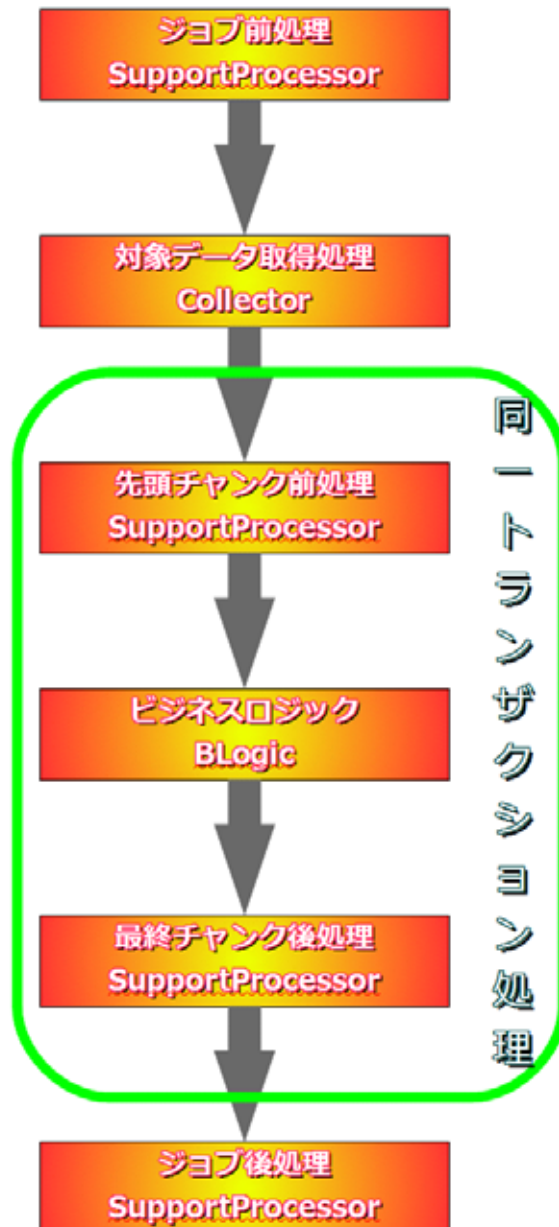 ジョブ前処理
SupportProcessor
対象データ取得処理
Collector
同一トランザクション処理
先頭チャンク前処理
SupportProcessor
ビジネスロジック
BLogic
最終チャンク後処理
SupportProcessor
ジョブ後処理
SupportProcessor